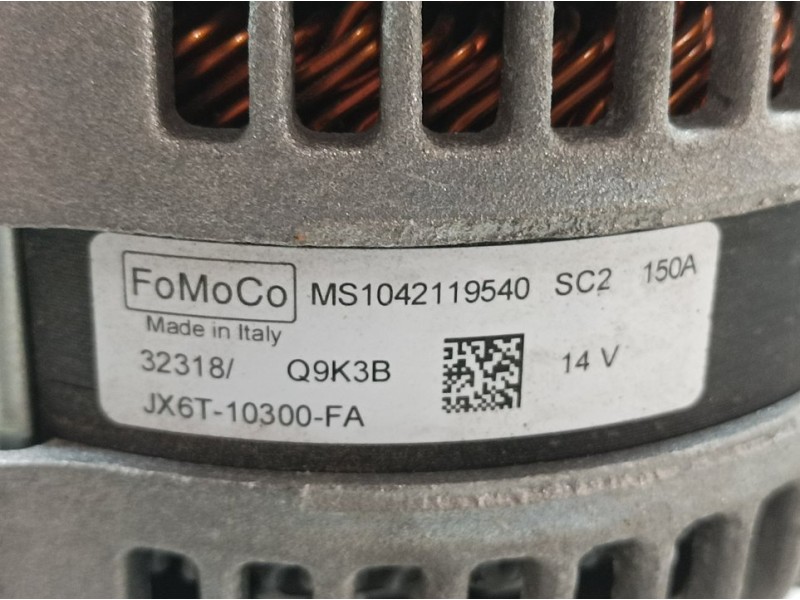 FoMoCo MS1042119540 SC2 150A
Made in Italy
32318/ Q9K3B 14 V
JX6T-10300-FA